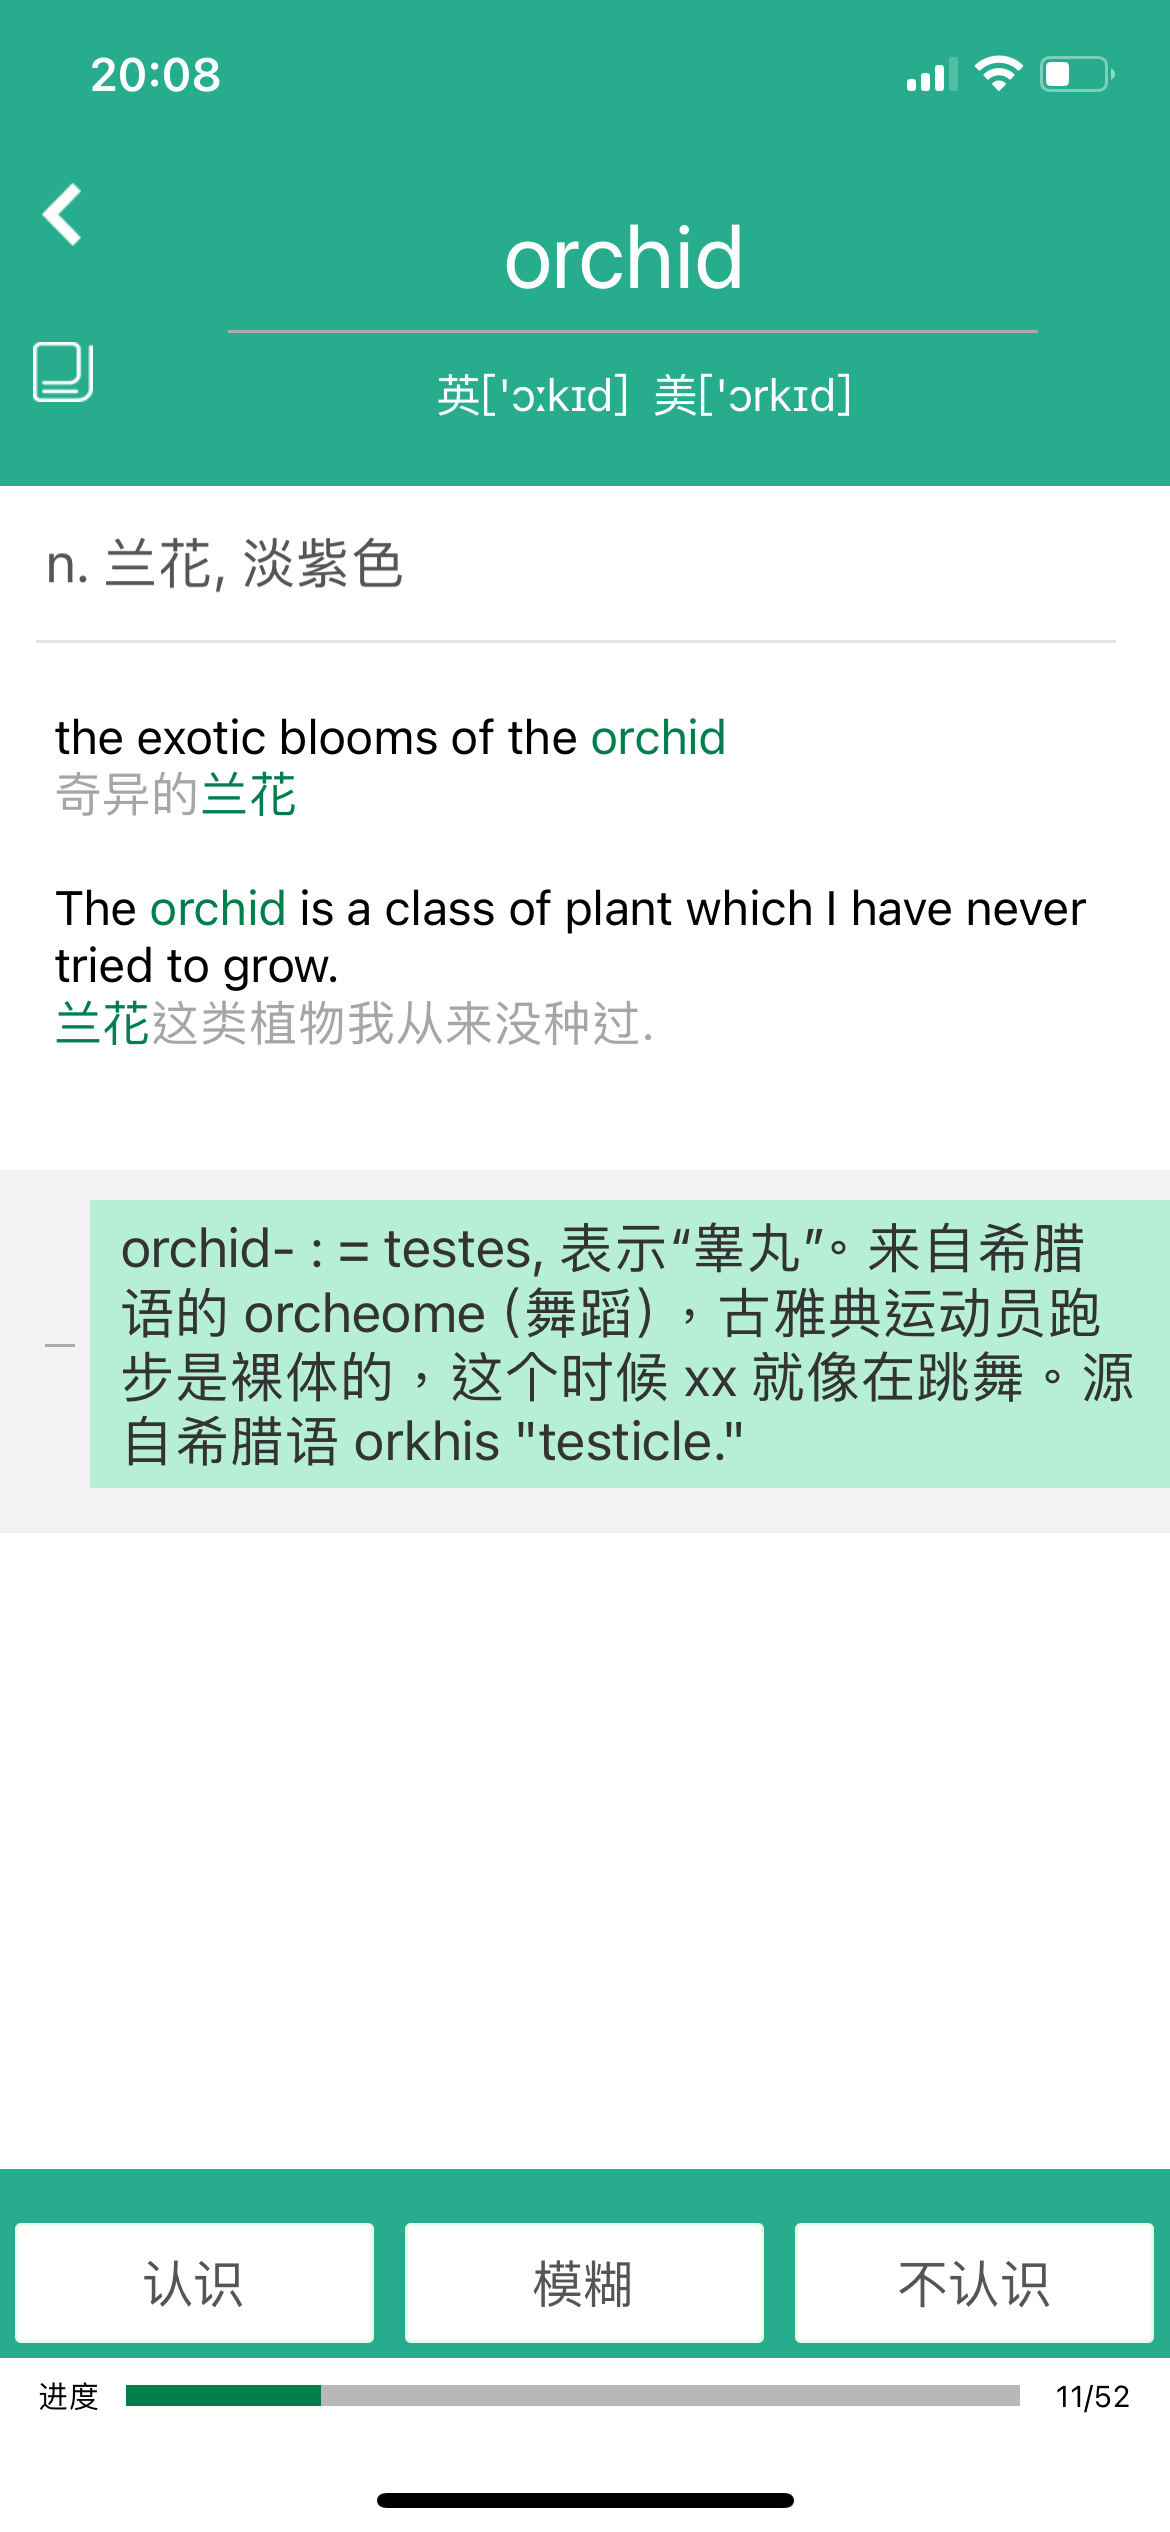 20:08
orchid
英['ɔːkɪd] 美['ɔrkɪd]
n. 兰花, 淡紫色
the exotic blooms of the orchid
奇异的兰花
The orchid is a class of plant which I have never
tried to grow.
兰花这类植物我从来没种过.
orchid- : = testes, 表示“睾丸”。来自希腊
语的 orcheome（舞蹈），古雅典运动员跑
步是裸体的，这个时候 xx 就像在跳舞。源
自希腊语 orkhis "testicle."
认识
模糊
不认识
进度
11/52